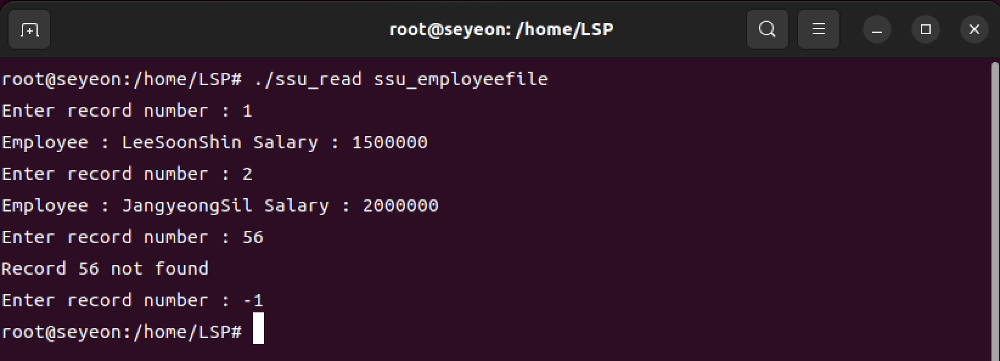 root@seyeon: /home/LSP
root@seyeon:/home/LSP# ./ssu_read ssu_employeefile
Enter record number : 1
Employee : LeeSoonShin Salary : 1500000
Enter record number : 2
Employee : JangyeongSil Salary : 2000000
Enter record number : 56
Record 56 not found
Enter record number : -1
root@seyeon:/home/LSP#